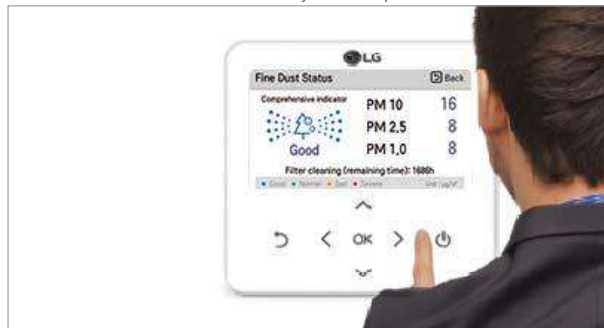 LG
Fine Dust Status
Back
Comprehensive indicator
PM 10 16
PM 2.5 8
PM 1.0 8
Good
Filter cleaning (remaining time): 1686h
Good Normal Bad Severe
OK